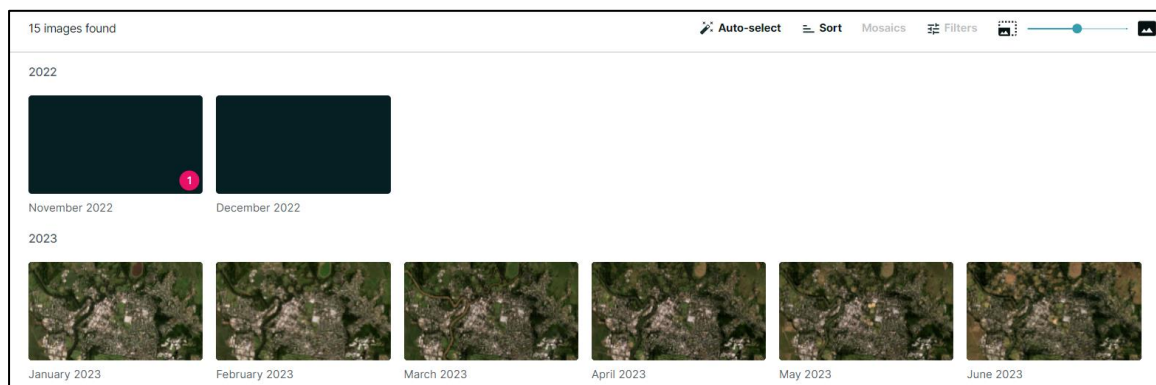 15 images found
Auto-select Sort Mosaics Filters
2022
1
November 2022 December 2022
2023
January 2023 February 2023 March 2023 April 2023 May 2023 June 2023